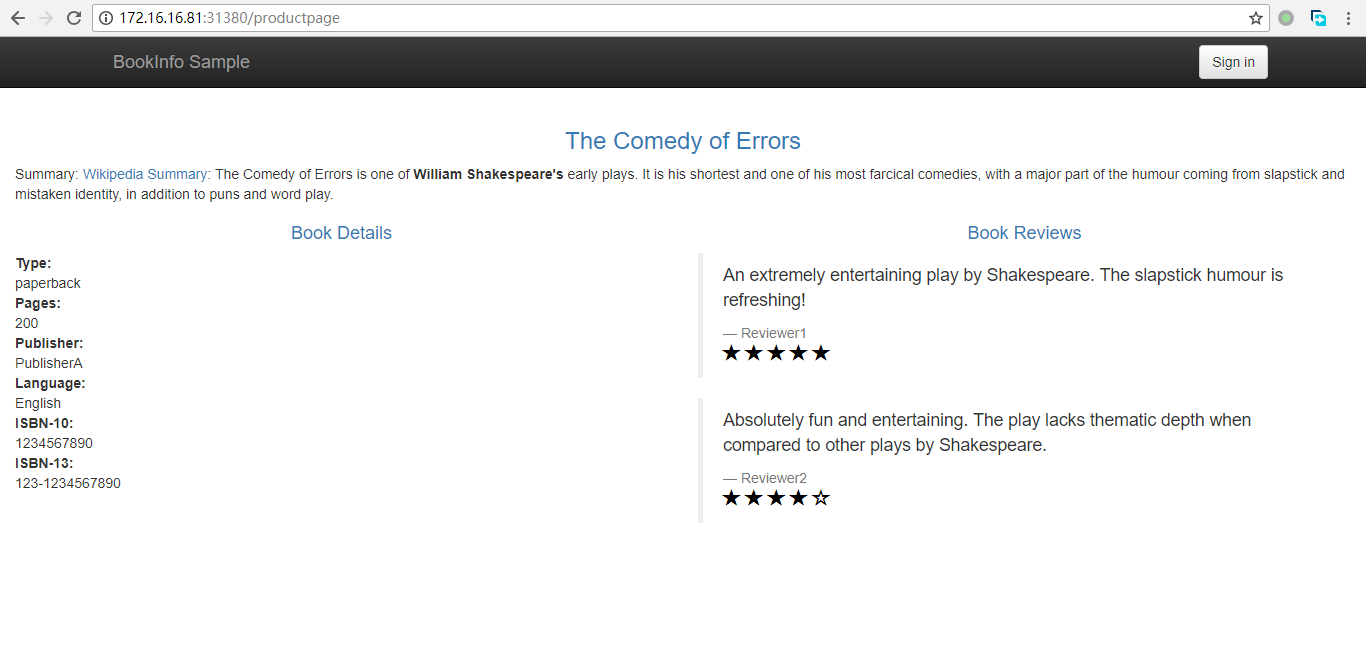 172.16.16.81:31380/productpage
BookInfo Sample
Sign in
The Comedy of Errors
Summary: Wikipedia Summary: The Comedy of Errors is one of William Shakespeare's early plays. It is his shortest and one of his most farcical comedies, with a major part of the humour coming from slapstick and
mistaken identity, in addition to puns and word play.
Book Details
Type:
paperback
Pages:
200
Publisher:
PublisherA
Language:
English
ISBN-10:
1234567890
ISBN-13:
123-1234567890
Book Reviews
An extremely entertaining play by Shakespeare. The slapstick humour is
refreshing!
— Reviewer1
★★★★★
Absolutely fun and entertaining. The play lacks thematic depth when
compared to other plays by Shakespeare.
— Reviewer2
★★★★☆